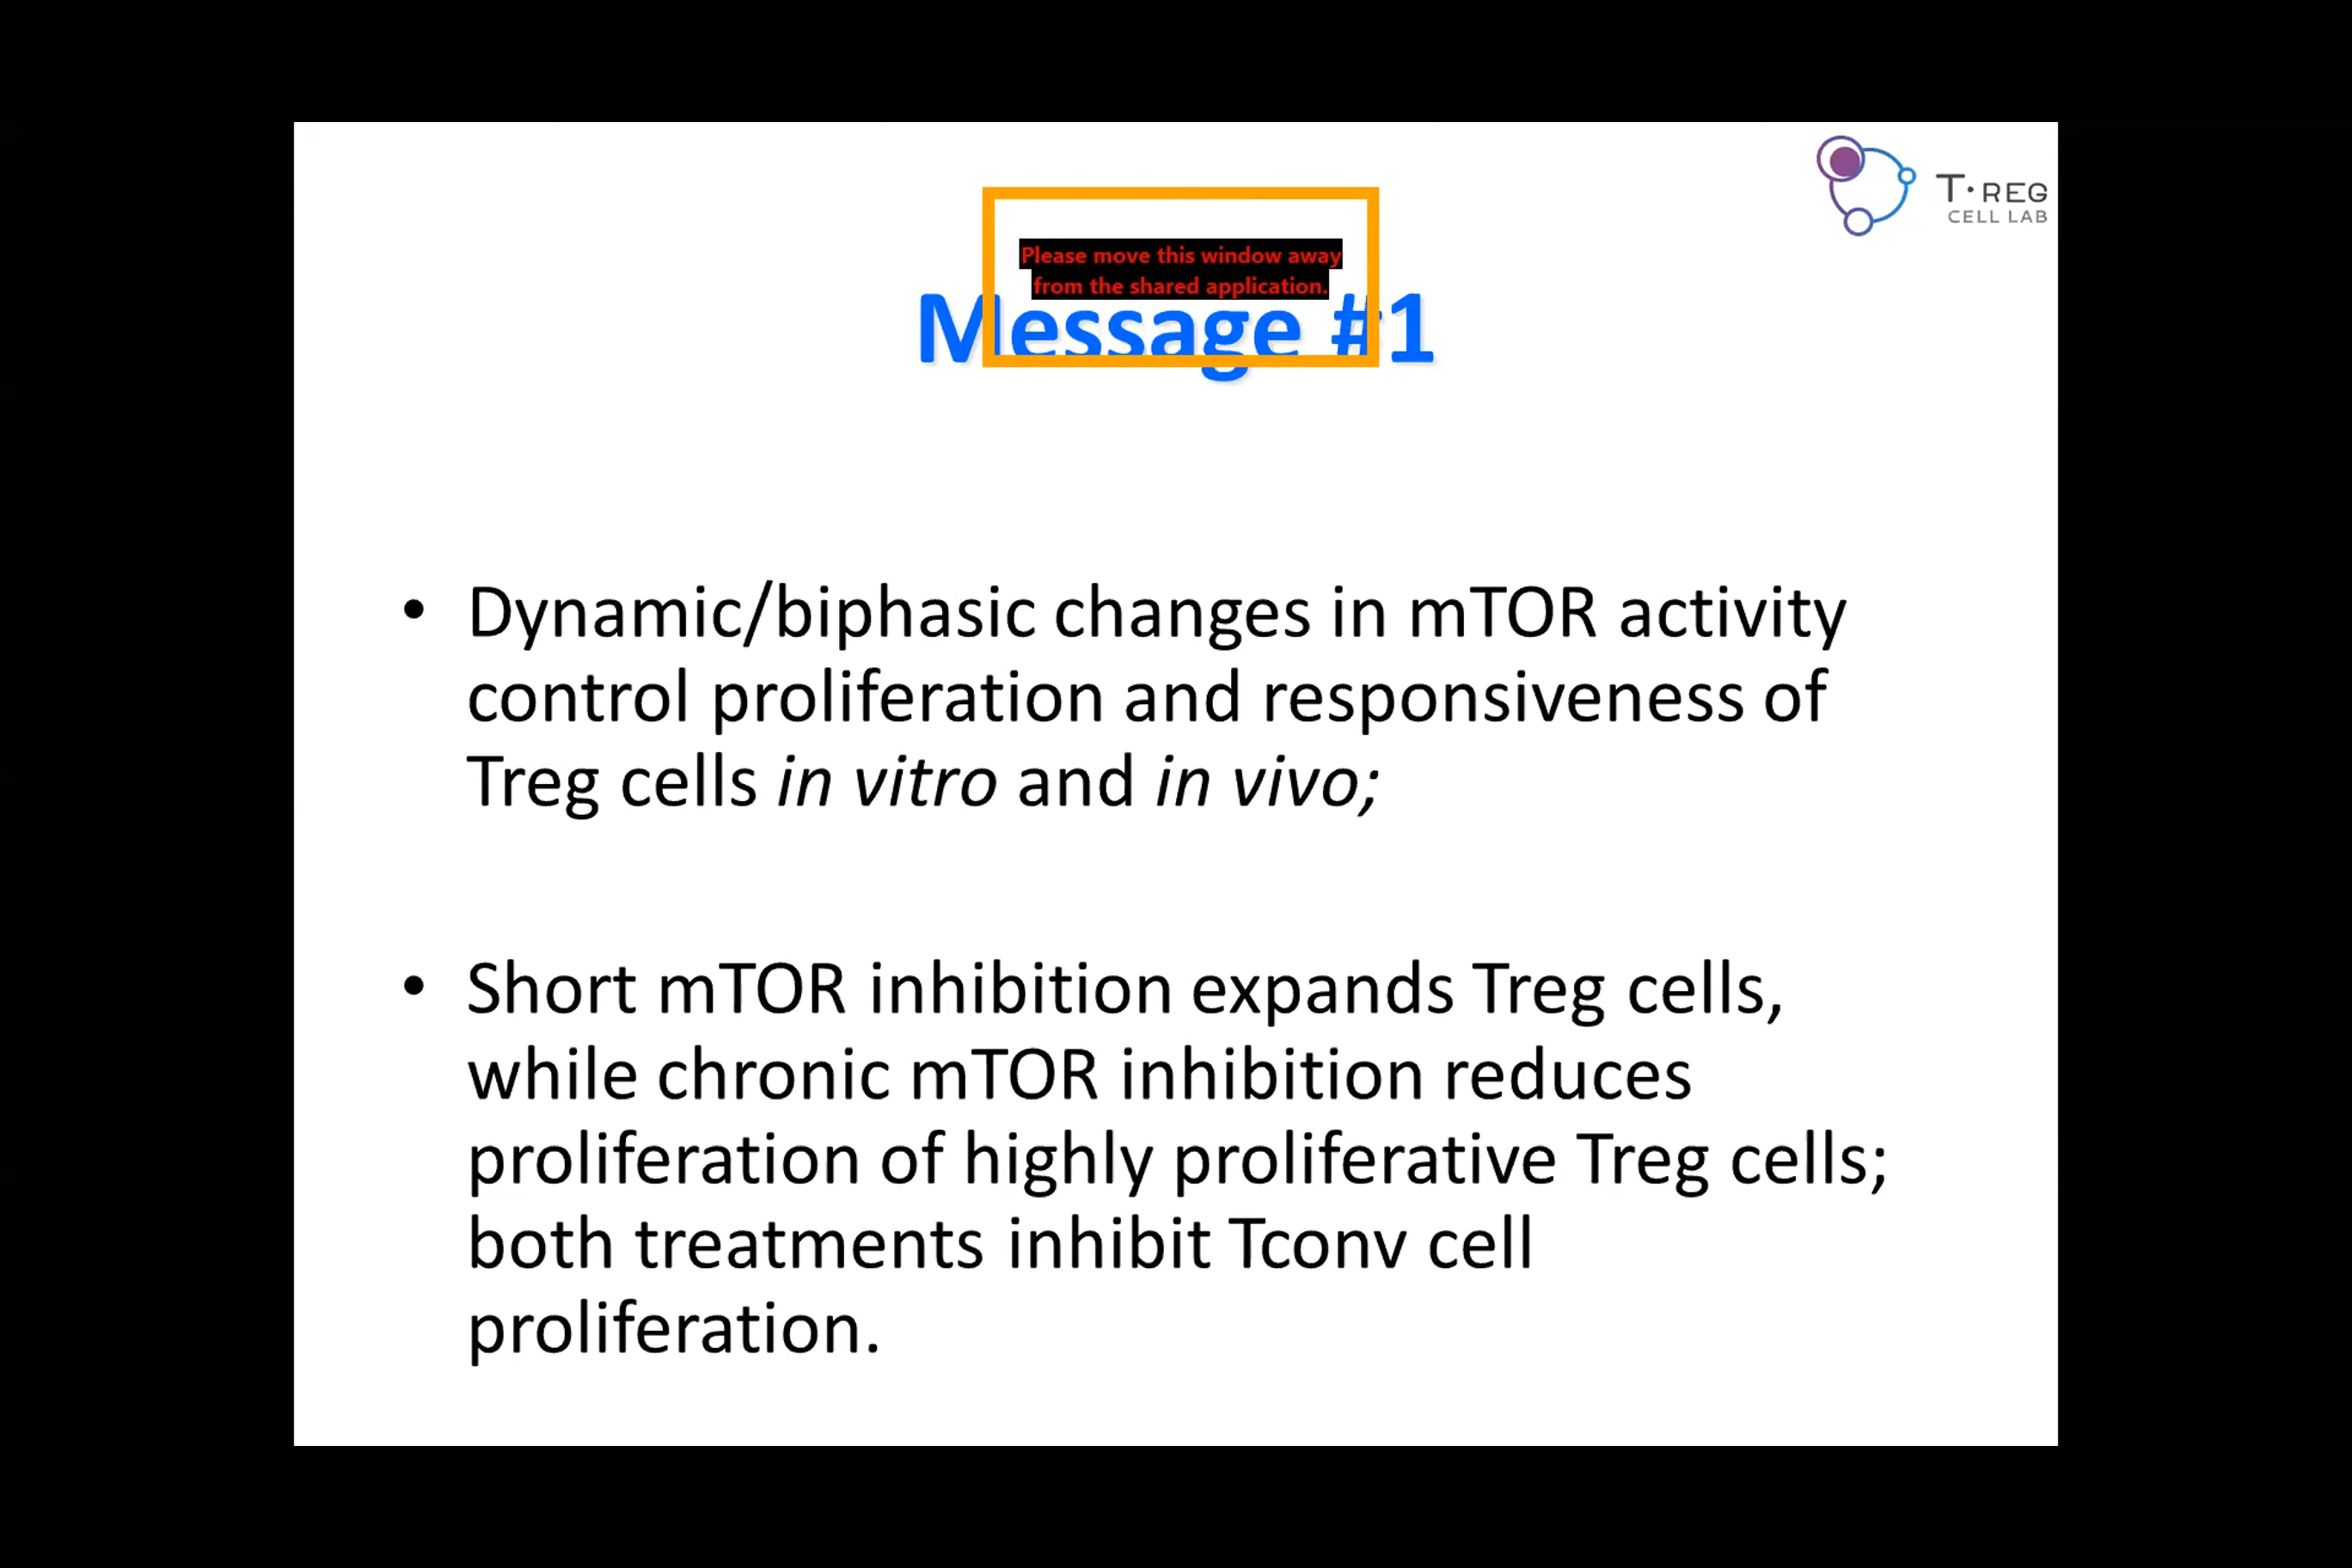 T·REG
CELL LAB
Please move this window away
from the shared application.
Message #1
• Dynamic/biphasic changes in mTOR activity
control proliferation and responsiveness of
Treg cells in vitro and in vivo;
• Short mTOR inhibition expands Treg cells,
while chronic mTOR inhibition reduces
proliferation of highly proliferative Treg cells;
both treatments inhibit Tconv cell
proliferation.